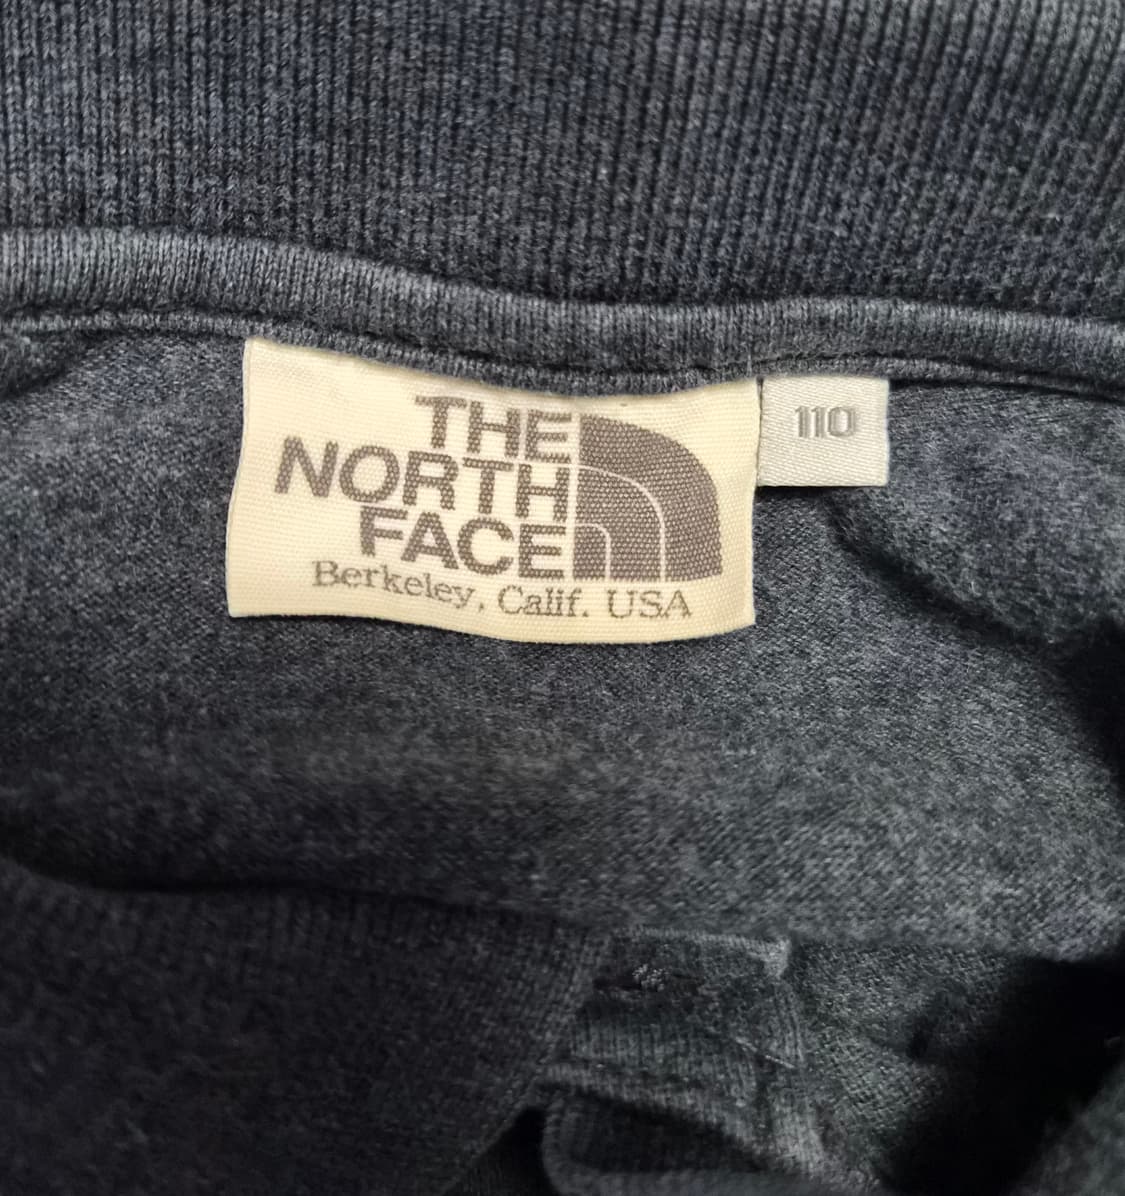 THE
NORTH
FACE
Berkeley, Calif. USA
110